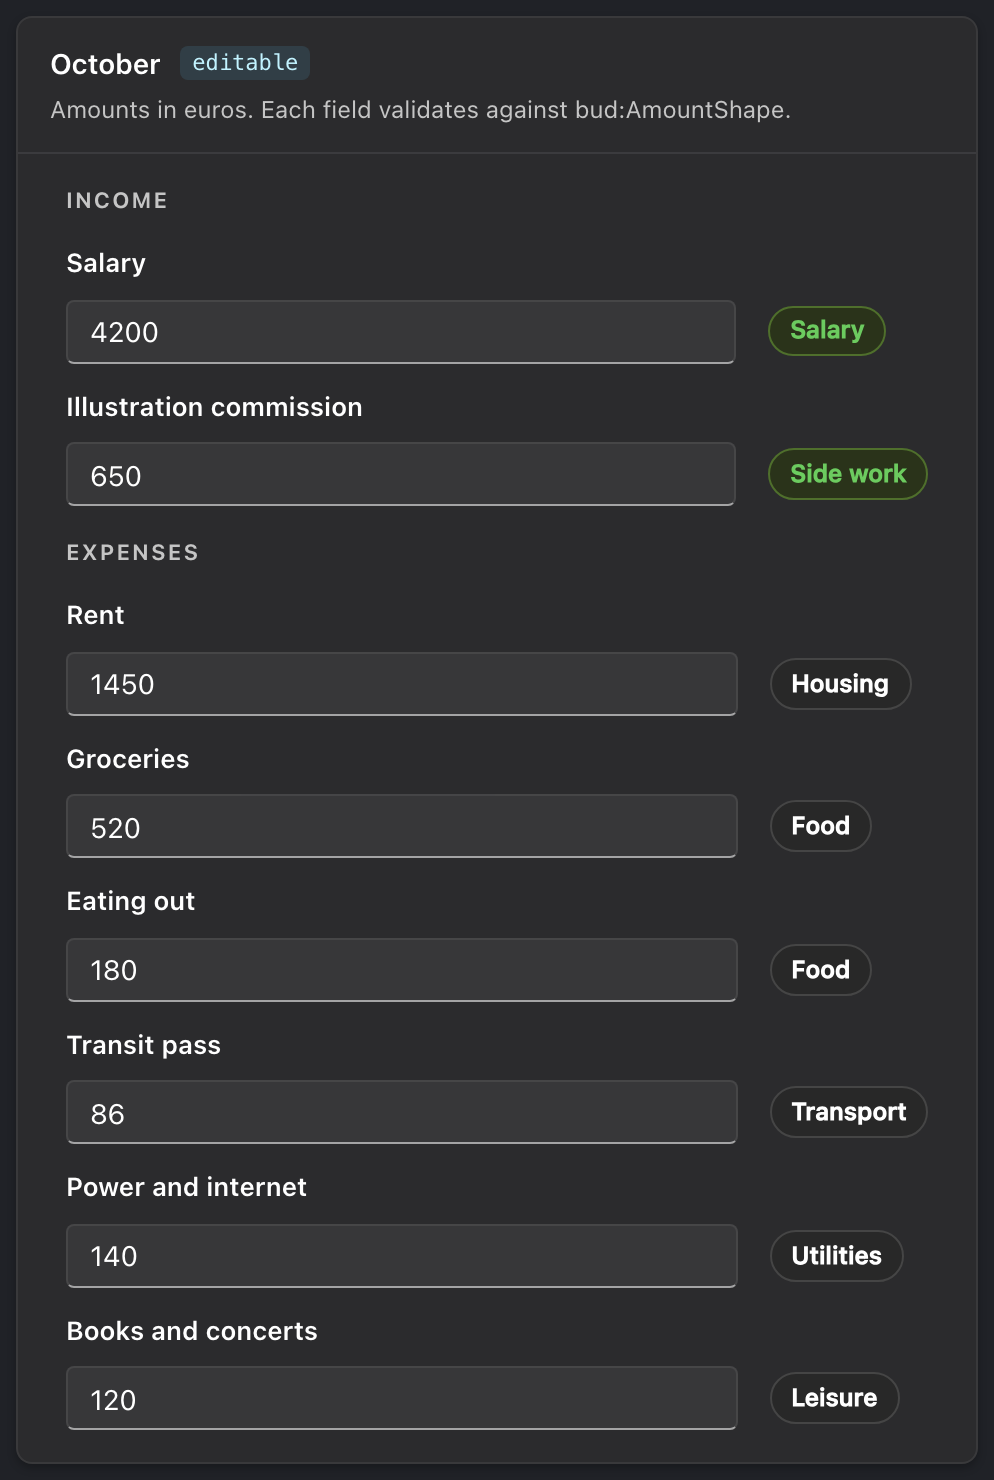 October editable
Amounts in euros. Each field validates against bud:AmountShape.
INCOME
Salary
4200 Salary
Illustration commission
650 Side work
EXPENSES
Rent
1450 Housing
Groceries
520 Food
Eating out
180 Food
Transit pass
86 Transport
Power and internet
140 Utilities
Books and concerts
120 Leisure